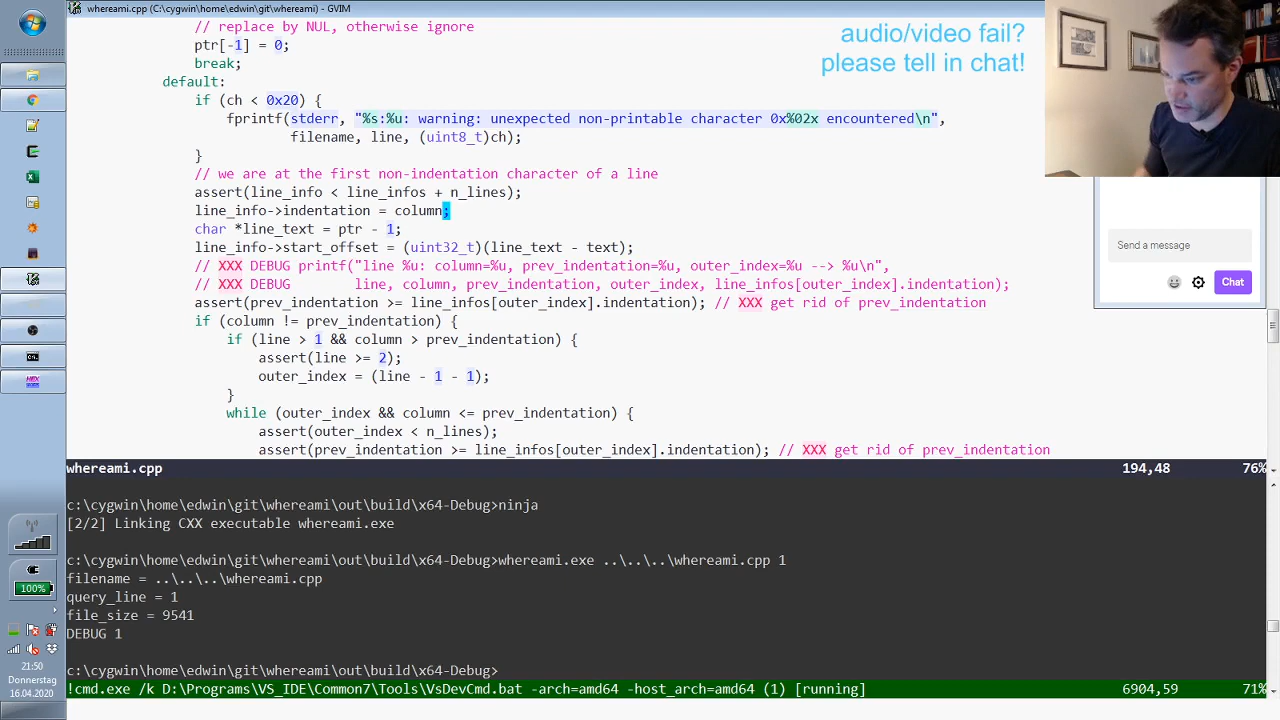 whereami.cpp (C:\cygwin\home\edwin\git\whereami) - GVIM
// replace by NUL, otherwise ignore
ptr[-1] = 0;
break;
default:
if (ch < 0x20) {
fprintf(stderr, "%s:%u: warning: unexpected non-printable character 0x%02x encountered\n",
filename, line, (uint8_t)ch);
}
// we are at the first non-indentation character of a line
assert(line_info < line_infos + n_lines);
line_info->indentation = column;
char *line_text = ptr - 1;
line_info->start_offset = (uint32_t)(line_text - text);
// XXX DEBUG printf("line %u: column=%u, prev_indentation=%u, outer_index=%u --> %u\n",
// XXX DEBUG        line, column, prev_indentation, outer_index, line_infos[outer_index].indentation);
assert(prev_indentation >= line_infos[outer_index].indentation); // XXX get rid of prev_indentation
if (column != prev_indentation) {
if (line > 1 && column > prev_indentation) {
assert(line >= 2);
outer_index = (line - 1 - 1);
}
while (outer_index && column <= prev_indentation) {
assert(outer_index < n_lines);
assert(prev_indentation >= line_infos[outer_index].indentation); // XXX get rid of prev_indentation
whereami.cpp 194,48 76%
c:\cygwin\home\edwin\git\whereami\out\build\x64-Debug>ninja
[2/2] Linking CXX executable whereami.exe
c:\cygwin\home\edwin\git\whereami\out\build\x64-Debug>whereami.exe ..\..\..\whereami.cpp 1
filename = ..\..\..\whereami.cpp
query_line = 1
file_size = 9541
DEBUG 1
c:\cygwin\home\edwin\git\whereami\out\build\x64-Debug>
!cmd.exe /k D:\Programs\VS_IDE\Common7\Tools\VsDevCmd.bat -arch=amd64 -host_arch=amd64 (1) [running] 6904,59 71%
audio/video fail?
please tell in chat!
Send a message
Chat
100%
21:50
Donnerstag
16.04.2020